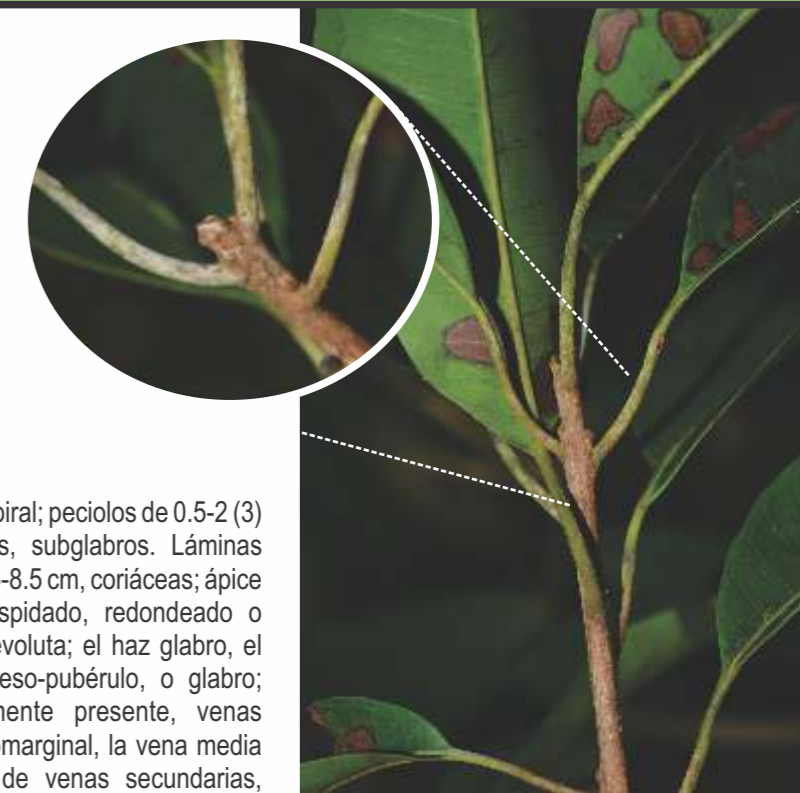 piral; peciolos de 0.5-2 (3)
s, subglabros. Láminas
-8.5 cm, coriáceas; ápice
spidado, redondeado o
evoluta; el haz glabro, el
eso-pubérulo, o glabro;
mente presente, venas
omarginal, la vena media
de venas secundarias,